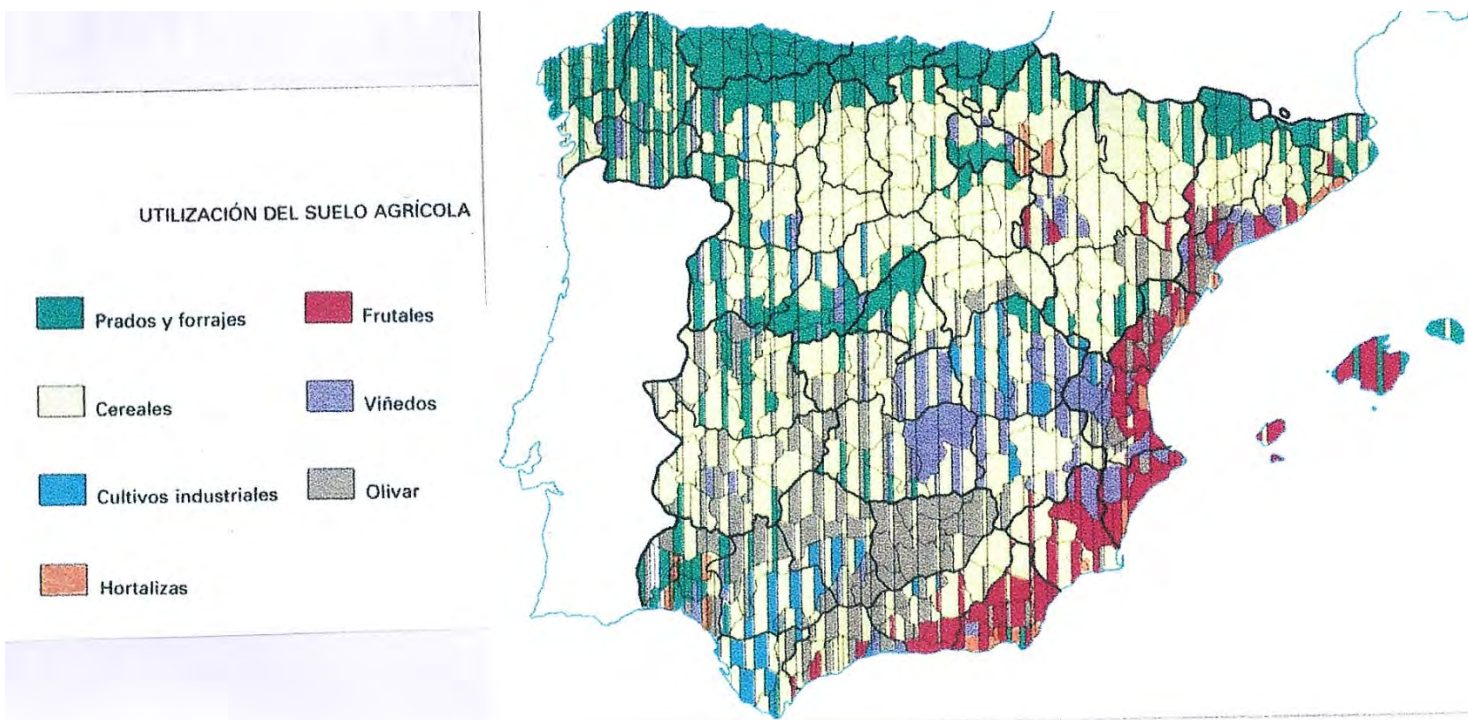 UTILIZACIÓN DEL SUELO AGRÍCOLA
Prados y forrajes
Frutales
Cereales
Viñedos
Cultivos industriales
Olivar
Hortalizas